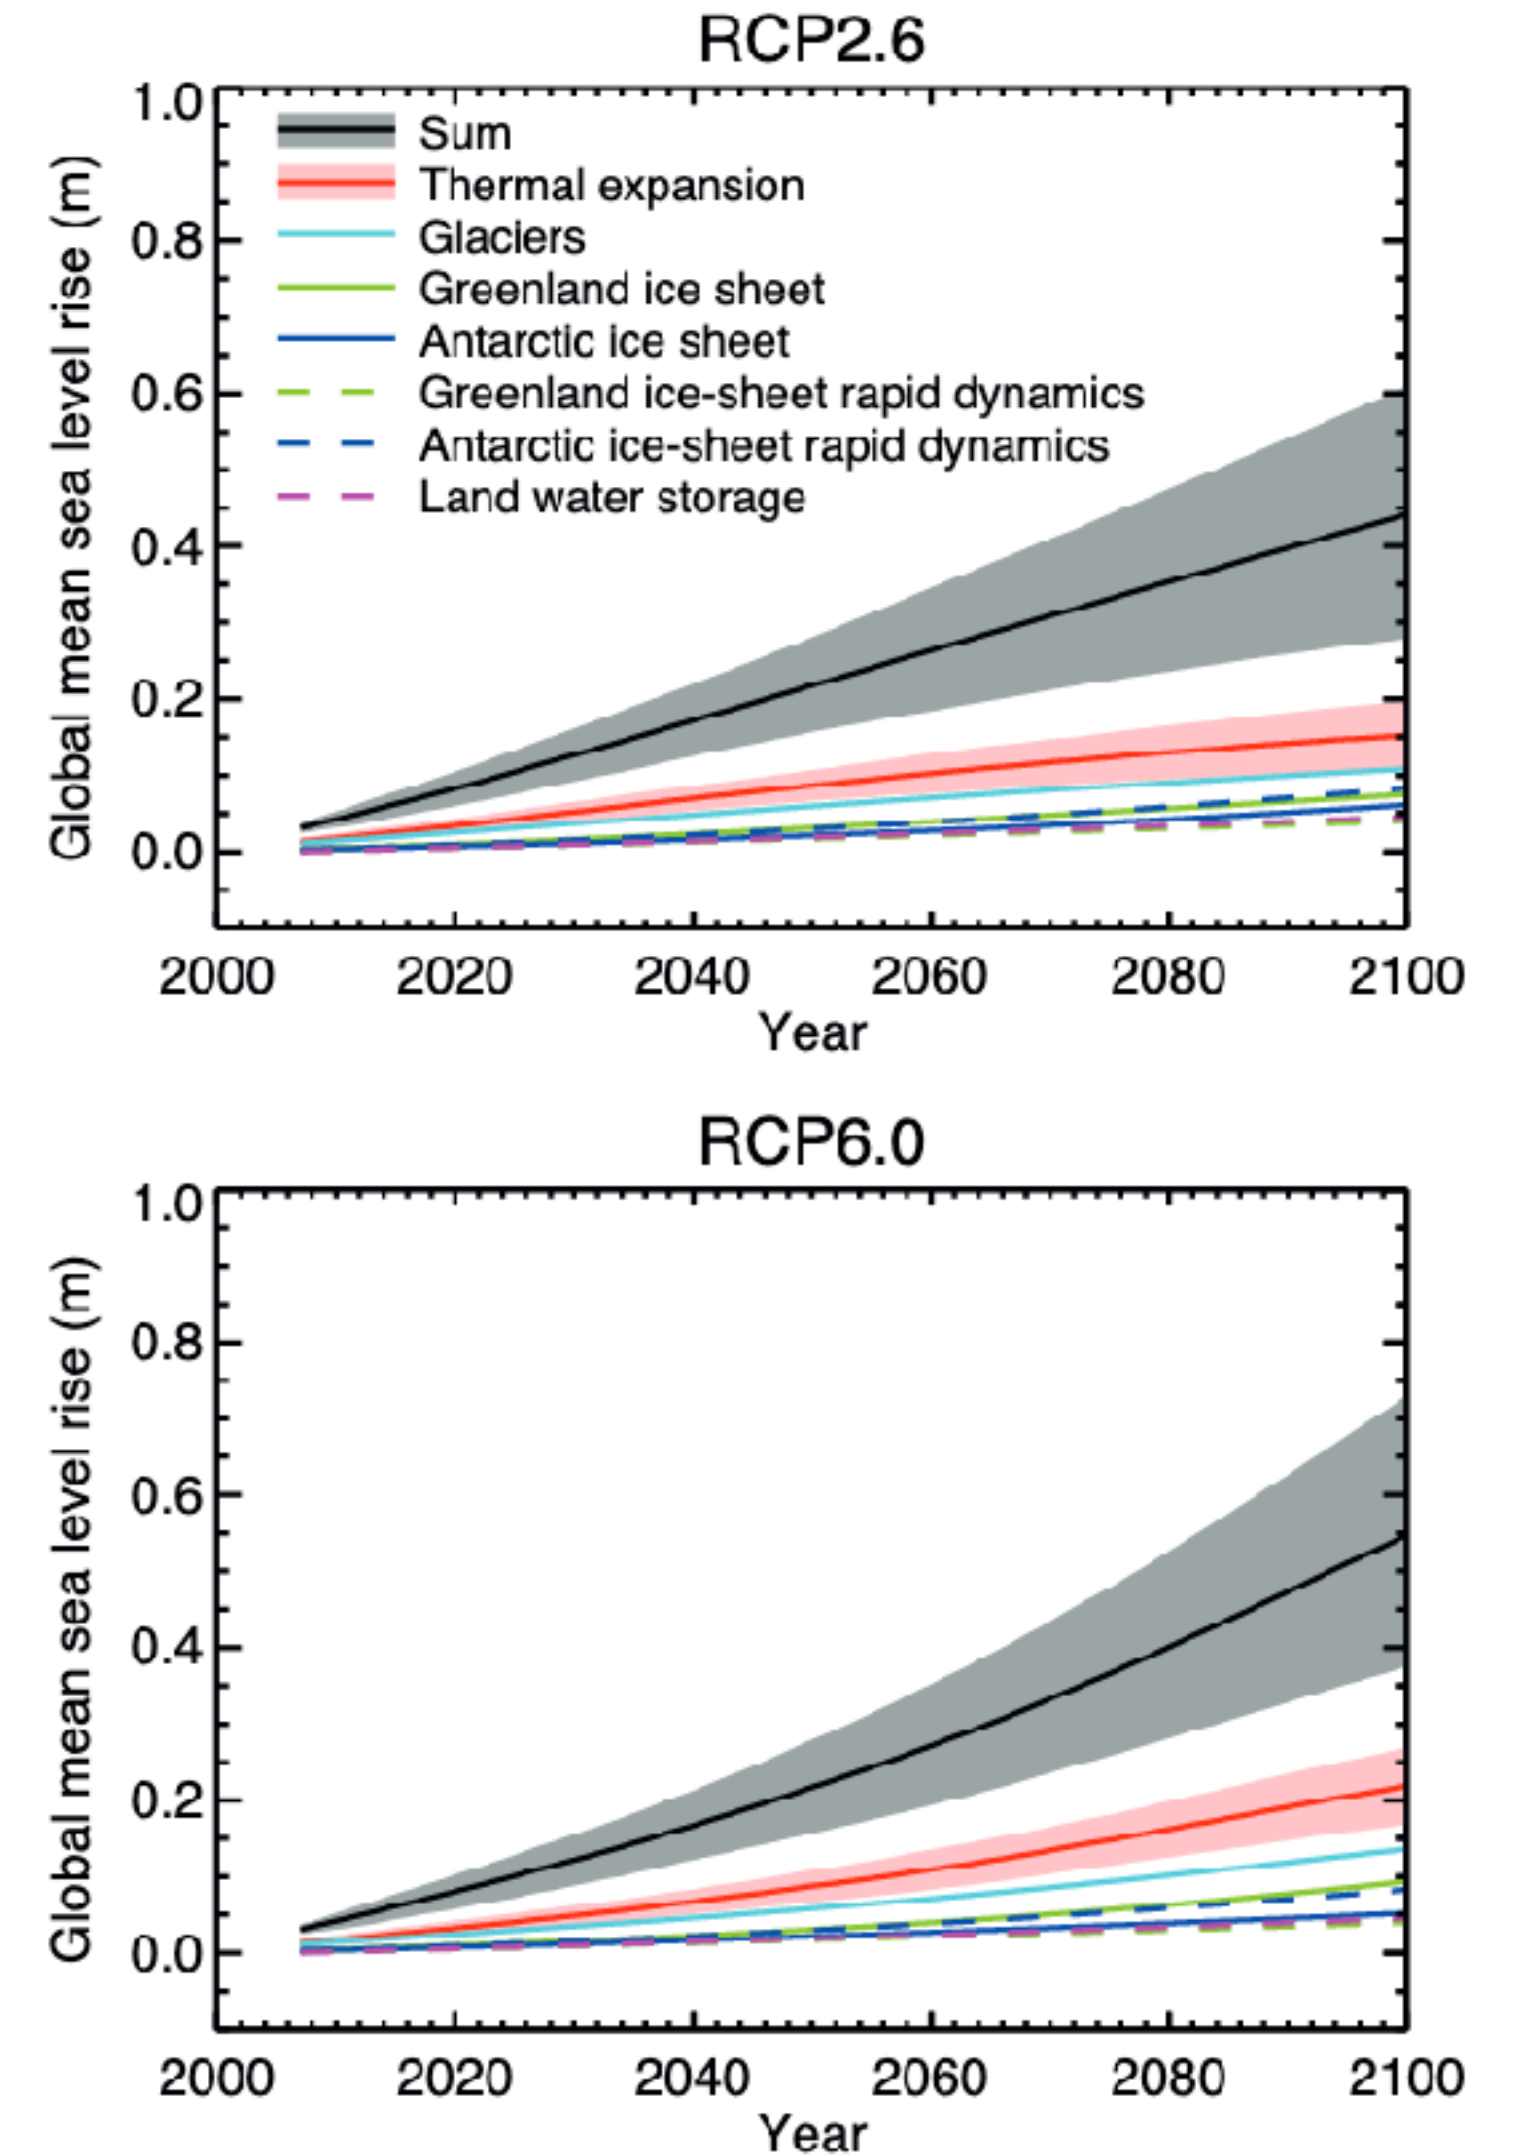 RCP2.6
1.0
Sum
Thermal expansion
0.8
Glaciers
Greenland ice sheet
Antarctic ice sheet
0.6
Greenland ice-sheet rapid dynamics
Antarctic ice-sheet rapid dynamics
Land water storage
0.4
0.2
0.0
Global mean sea level rise (m)
2000 2020 2040 2060 2080 2100
Year
RCP6.0
1.0
0.8
0.6
0.4
0.2
0.0
Global mean sea level rise (m)
2000 2020 2040 2060 2080 2100
Year